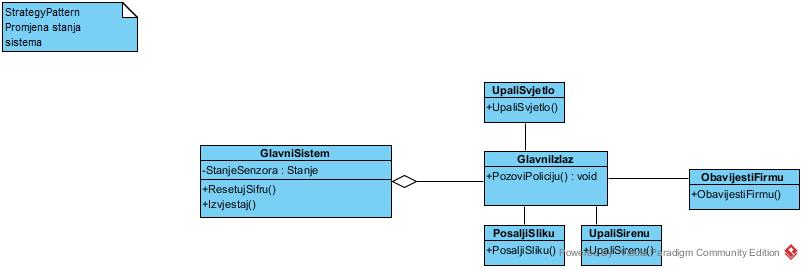 StrategyPattern
Promjena stanja
sistema
UpaliSvjetlo
+UpaliSvjetlo()
GlavniSistem
-StanjeSenzora : Stanje
+ResetujSifru()
+Izvjestaj()
GlavniIzlaz
+PozoviPoliciju() : void
ObavijestiFirmu
+ObavijestiFirmu()
PosaljiSliku
+PosaljiSliku()
UpaliSirenu
+UpaliSirenu()
Powered By Visual Paradigm Community Edition